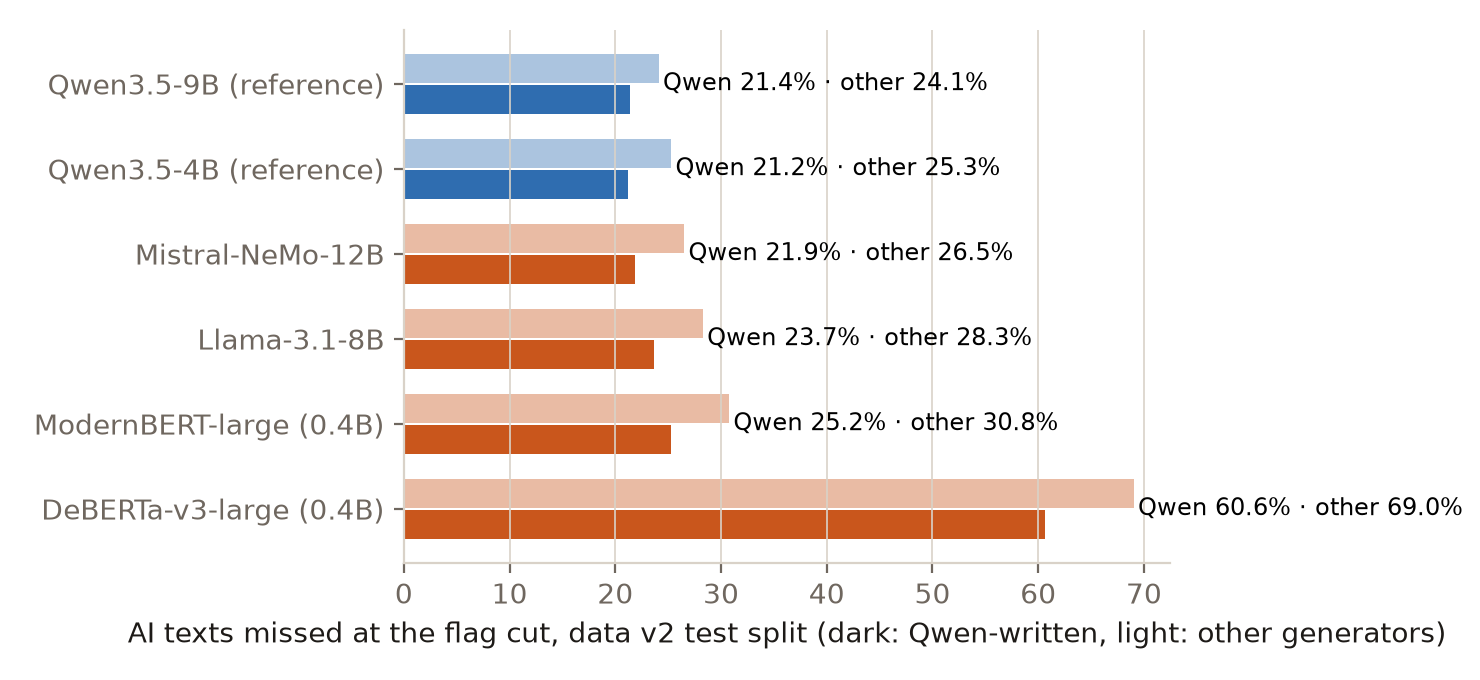 Qwen3.5-9B (reference)
Qwen 21.4% · other 24.1%
Qwen3.5-4B (reference)
Qwen 21.2% · other 25.3%
Mistral-NeMo-12B
Qwen 21.9% · other 26.5%
Llama-3.1-8B
Qwen 23.7% · other 28.3%
ModernBERT-large (0.4B)
Qwen 25.2% · other 30.8%
DeBERTa-v3-large (0.4B)
Qwen 60.6% · other 69.0%
0 10 20 30 40 50 60 70
AI texts missed at the flag cut, data v2 test split (dark: Qwen-written, light: other generators)